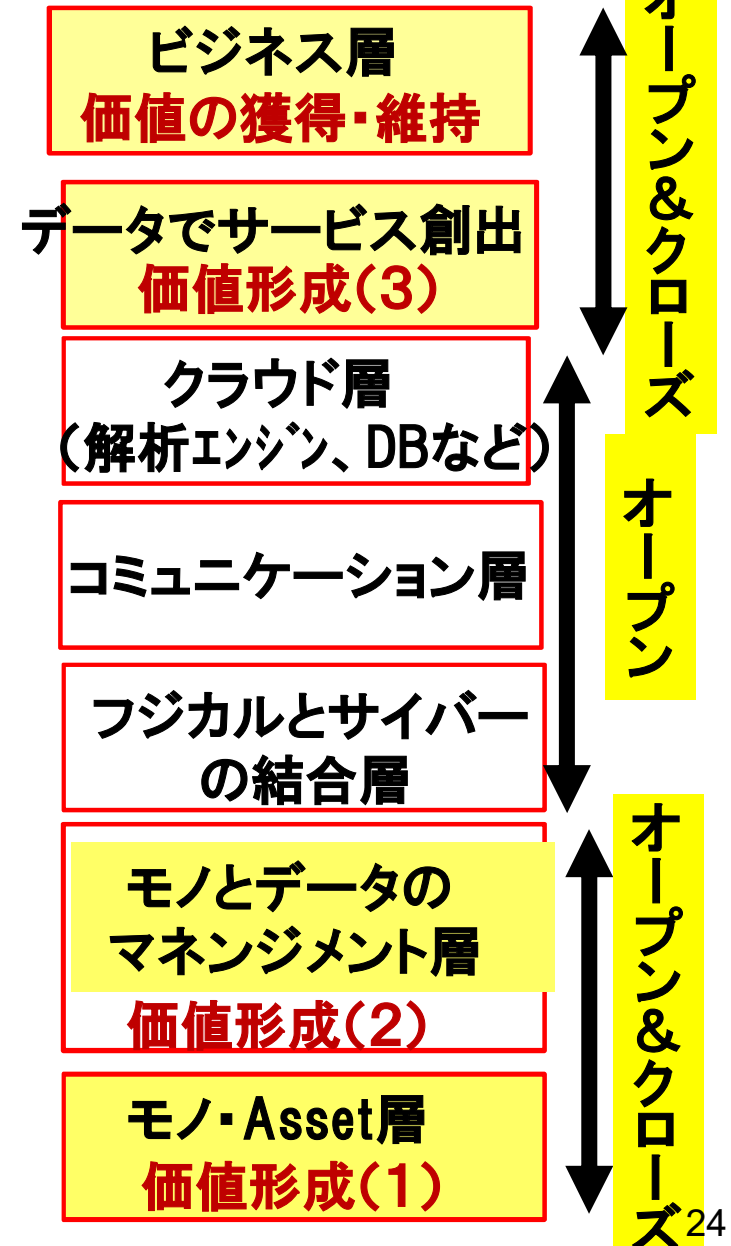 ビジネス層
価値の獲得・維持
データでサービス創出
価値形成(3)
クラウド層
(解析ｴﾝｼﾞﾝ、DBなど)
コミュニケーション層
フジカルとサイバー
の結合層
モノとデータの
マネンジメント層
価値形成(2)
モノ・Asset層
価値形成(1)
オープン＆クローズ
オープン
オープン＆クローズ
24